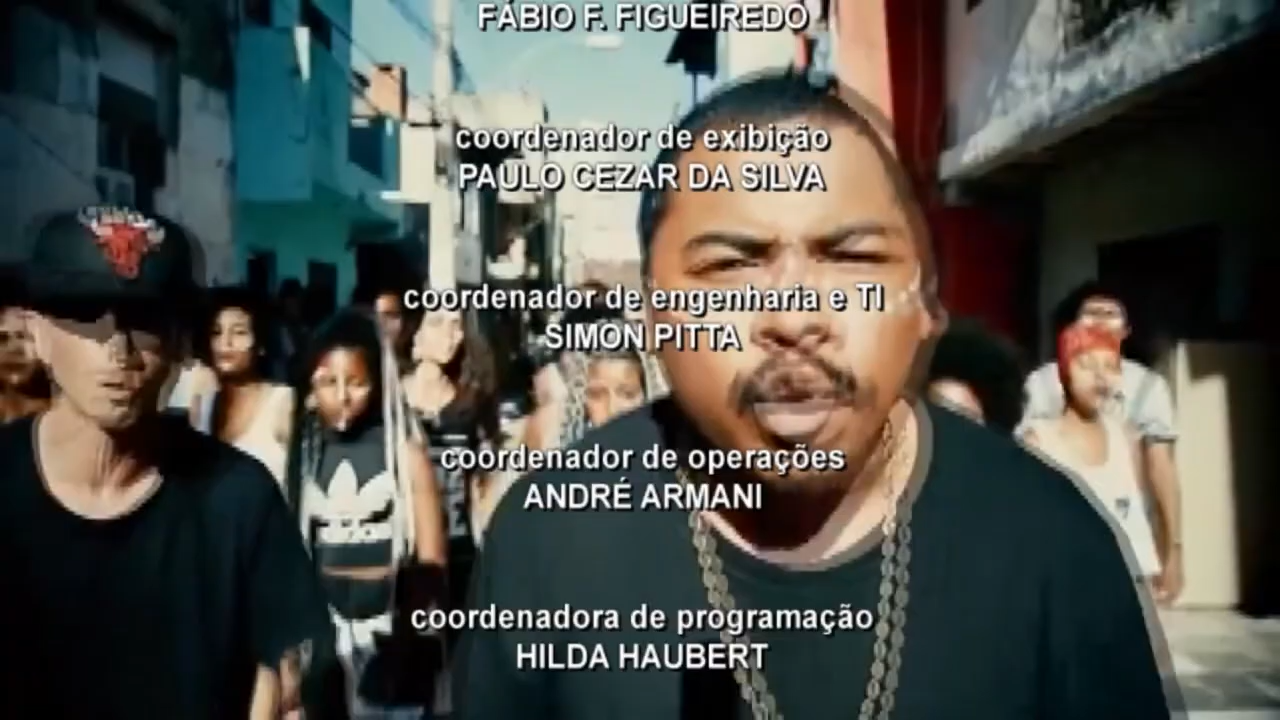 FÁBIO F. FIGUEIREDO
coordenador de exibição
PAULO CEZAR DA SILVA
coordenador de engenharia e TI
SIMON PITTA
coordenador de operações
ANDRÉ ARMANI
coordenadora de programação
HILDA HAUBERT
adidas